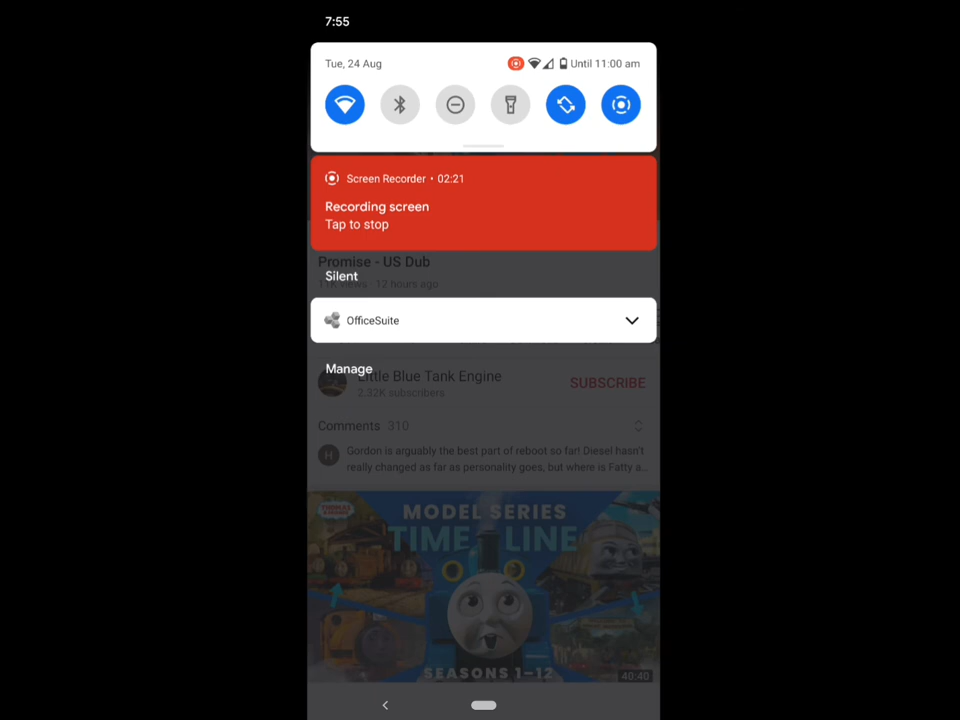 7:55
Tue, 24 Aug
Until 11:00 am
Screen Recorder • 02:21
Recording screen
Tap to stop
Promise - US Dub
11K views · 12 hours ago
Silent
OfficeSuite
Manage
Little Blue Tank Engine
2.32K subscribers
SUBSCRIBE
Comments 310
H
Gordon is arguably the best part of reboot so far! Diesel hasn't
really changed as far as personality goes, but where is Fatty a...
MODEL SERIES
TIME LINE
SEASONS 1-12
40:40